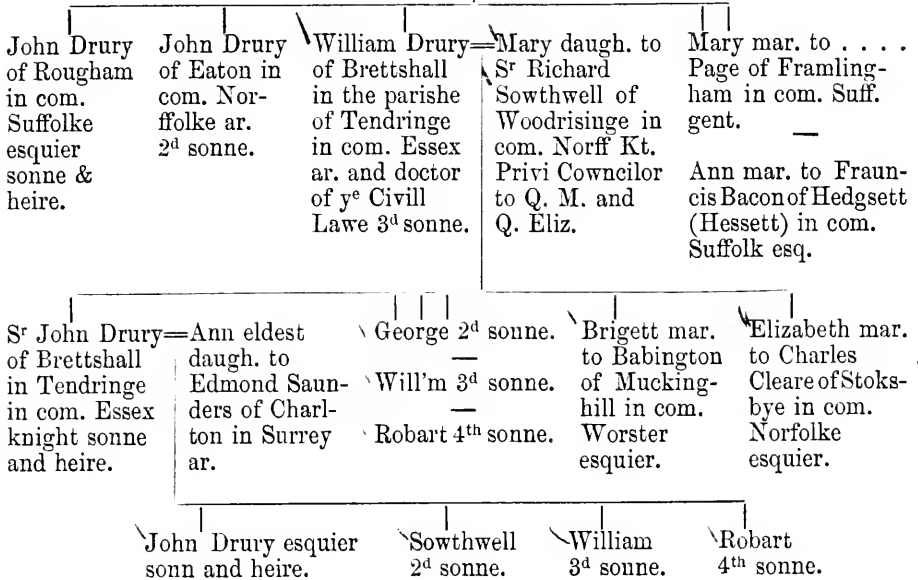 John Drury
of Rougham
in com.
Suffolke
esquier
sonne &
heire.
John Drury
of Eaton in
com. Nor-
ffolke ar.
2d sonne.
William Drury=Mary daugh. to
of Brettshall
in the parishe
of Tendringe
in com. Essex
ar. and doctor
of ye Civill
Lawe 3d sonne.
Sr Richard
Sowthwell of
Woodrisinge in
com. Norff Kt.
Privi Cowncilor
to Q. M. and
Q. Eliz.
Mary mar. to . . . .
Page of Framling-
ham in com. Suff.
gent.
—
Ann mar. to Fraun-
cis Bacon of Hedgsett
(Hessett) in com.
Suffolk esq.
Sr John Drury=Ann eldest
of Brettshall
in Tendringe
in com. Essex
knight sonne
and heire.
daugh. to
Edmond Saun-
ders of Charl-
ton in Surrey
ar.
George 2d sonne.
—
Will'm 3d sonne.
—
Robart 4th sonne.
Brigett mar.
to Babington
of Mucking-
hill in com.
Worster
esquier.
Elizabeth mar.
to Charles
Cleare of Stoks-
bye in com.
Norfolke
esquier.
John Drury esquier
sonn and heire.
Sowthwell
2d sonne.
William
3d sonne.
Robart
4th sonne.